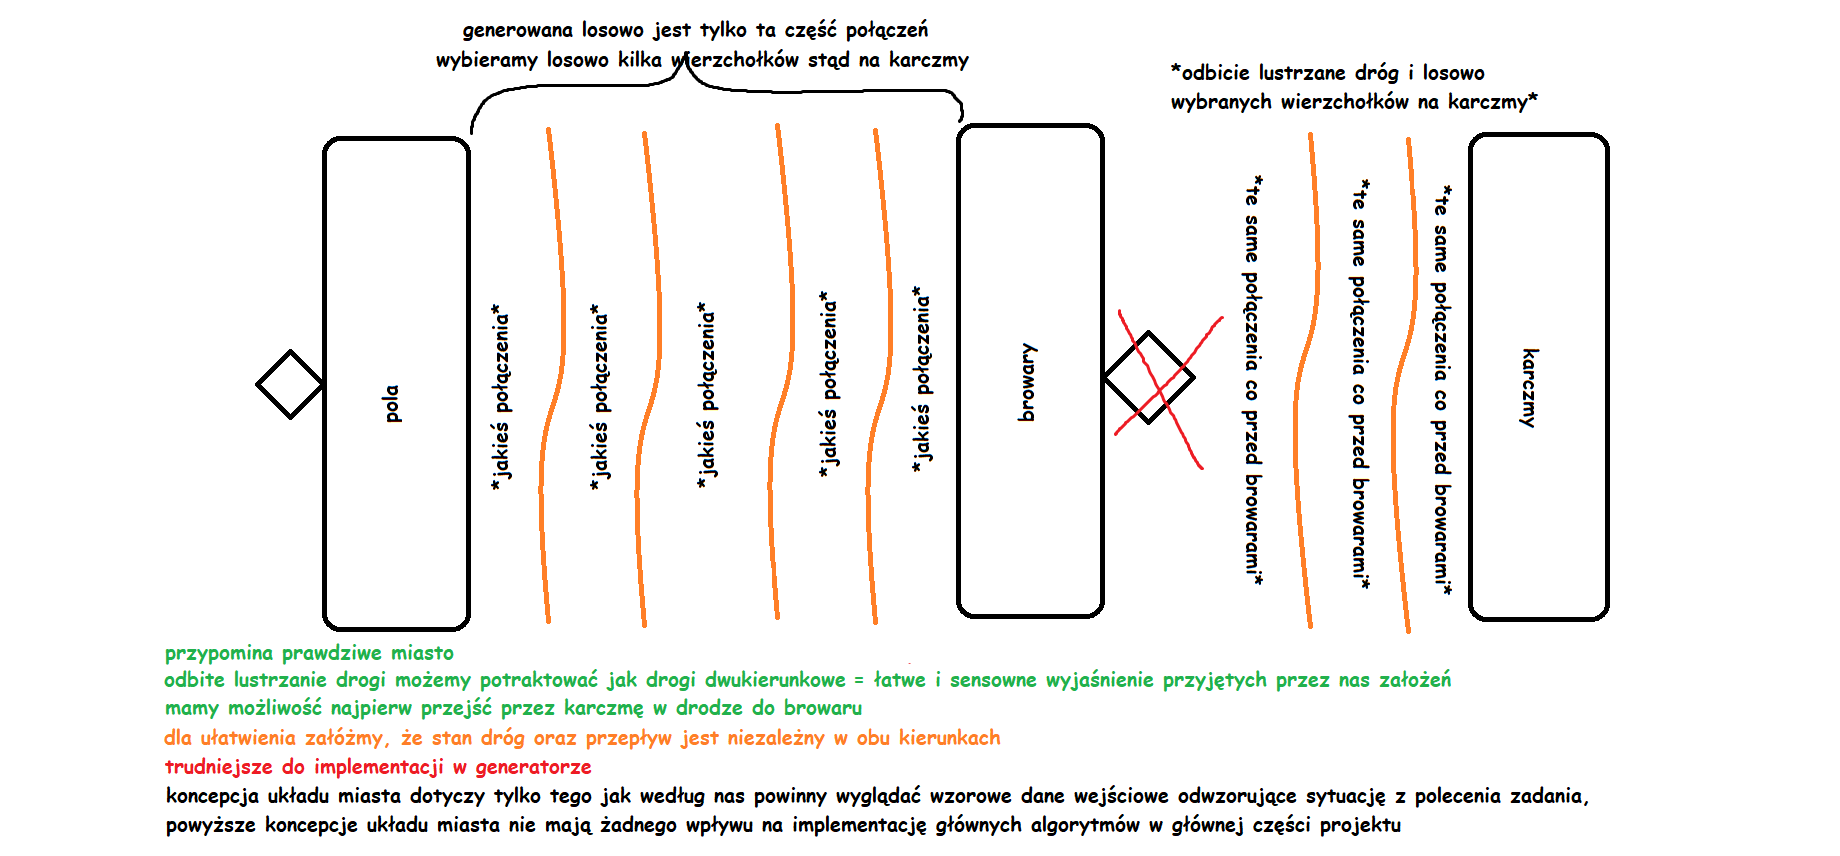 generowana losowo jest tylko ta część połączeń
wybieramy losowo kilka wierzchołków stąd na karczmy
*odbicie lustrzane dróg i losowo
wybranych wierzchołków na karczmy*
pola
*jakieś połączenia*
*jakieś połączenia*
*jakieś połączenia*
*jakieś połączenia*
*jakieś połączenia*
browary
*te same połączenia co przed browarami*
*te same połączenia co przed browarami*
*te same połączenia co przed browarami*
karczmy
przypomina prawdziwe miasto
odbite lustrzanie drogi możemy potraktować jak drogi dwukierunkowe = łatwe i sensowne wyjaśnienie przyjętych przez nas założeń
mamy możliwość najpierw przejść przez karczmę w drodze do browaru
dla ułatwienia załóżmy, że stan dróg oraz przepływ jest niezależny w obu kierunkach
trudniejsze do implementacji w generatorze
koncepcja układu miasta dotyczy tylko tego jak według nas powinny wyglądać wzorowe dane wejściowe odwzorujące sytuację z polecenia zadania,
powyższe koncepcje układu miasta nie mają żadnego wpływu na implementację głównych algorytmów w głównej części projektu